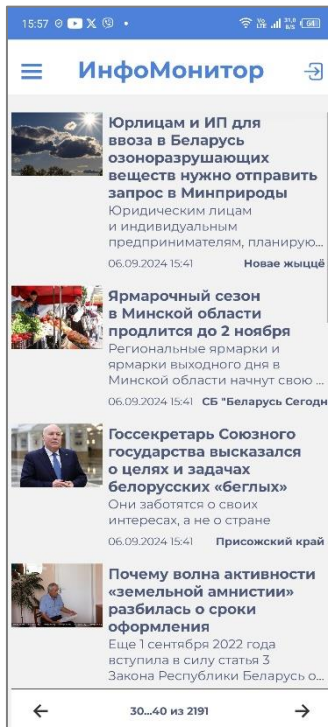 15:57
ИнфоМонитор
Юрлицам и ИП для
ввоза в Беларусь
озоноразрушающих
веществ нужно отправить
запрос в Минприроды
Юридическим лицам
и индивидуальным
предпринимателям, планирую...
06.09.2024 15:41 Новае жыццё
Ярмарочный сезон
в Минской области
продлится до 2 ноября
Региональные ярмарки и
ярмарки выходного дня в
Минской области начнут свою ...
06.09.2024 15:41 СБ "Беларусь Сегодн
Госсекретарь Союзного
государства высказался
о целях и задачах
белорусских «беглых»
Они заботятся о своих
интересах, а не о стране
06.09.2024 15:41 Присожский край
Почему волна активности
«земельной амнистии»
разбилась о сроки
оформления
Еще 1 сентября 2022 года
вступила в силу статья 3
Закона Республики Беларусь о...
30...40 из 2191